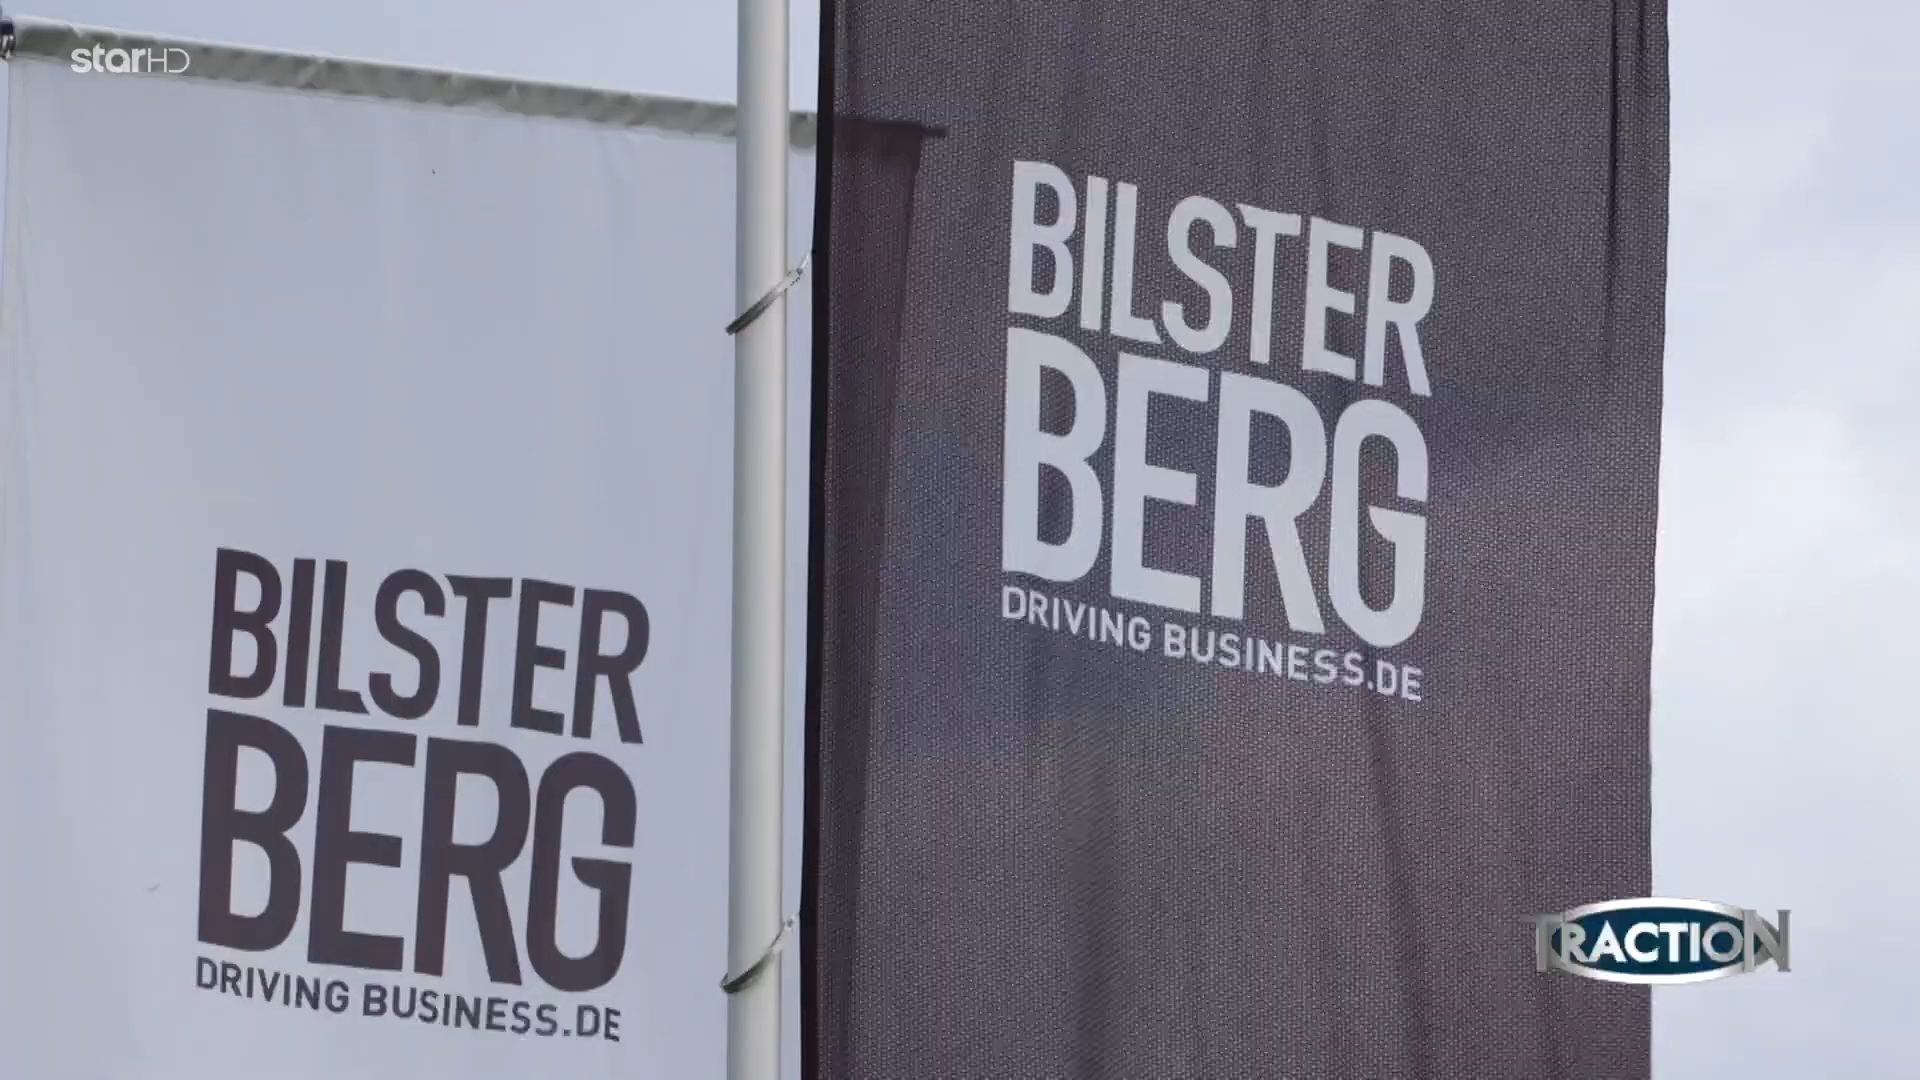 starHD
BILSTER
BERG
DRIVING BUSINESS.DE
BILSTER
BERG
DRIVING BUSINESS.DE
TRACTION